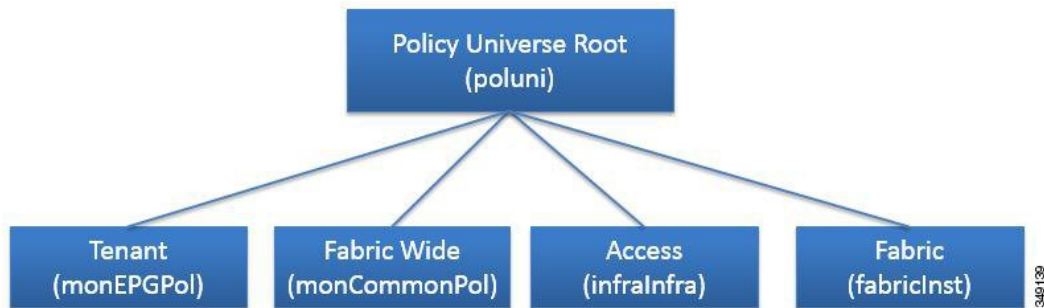 Policy Universe Root
(poluni)
Tenant
(monEPGPol)
Fabric Wide
(monCommonPol)
Access
(infraInfra)
Fabric
(fabricInst)
349139